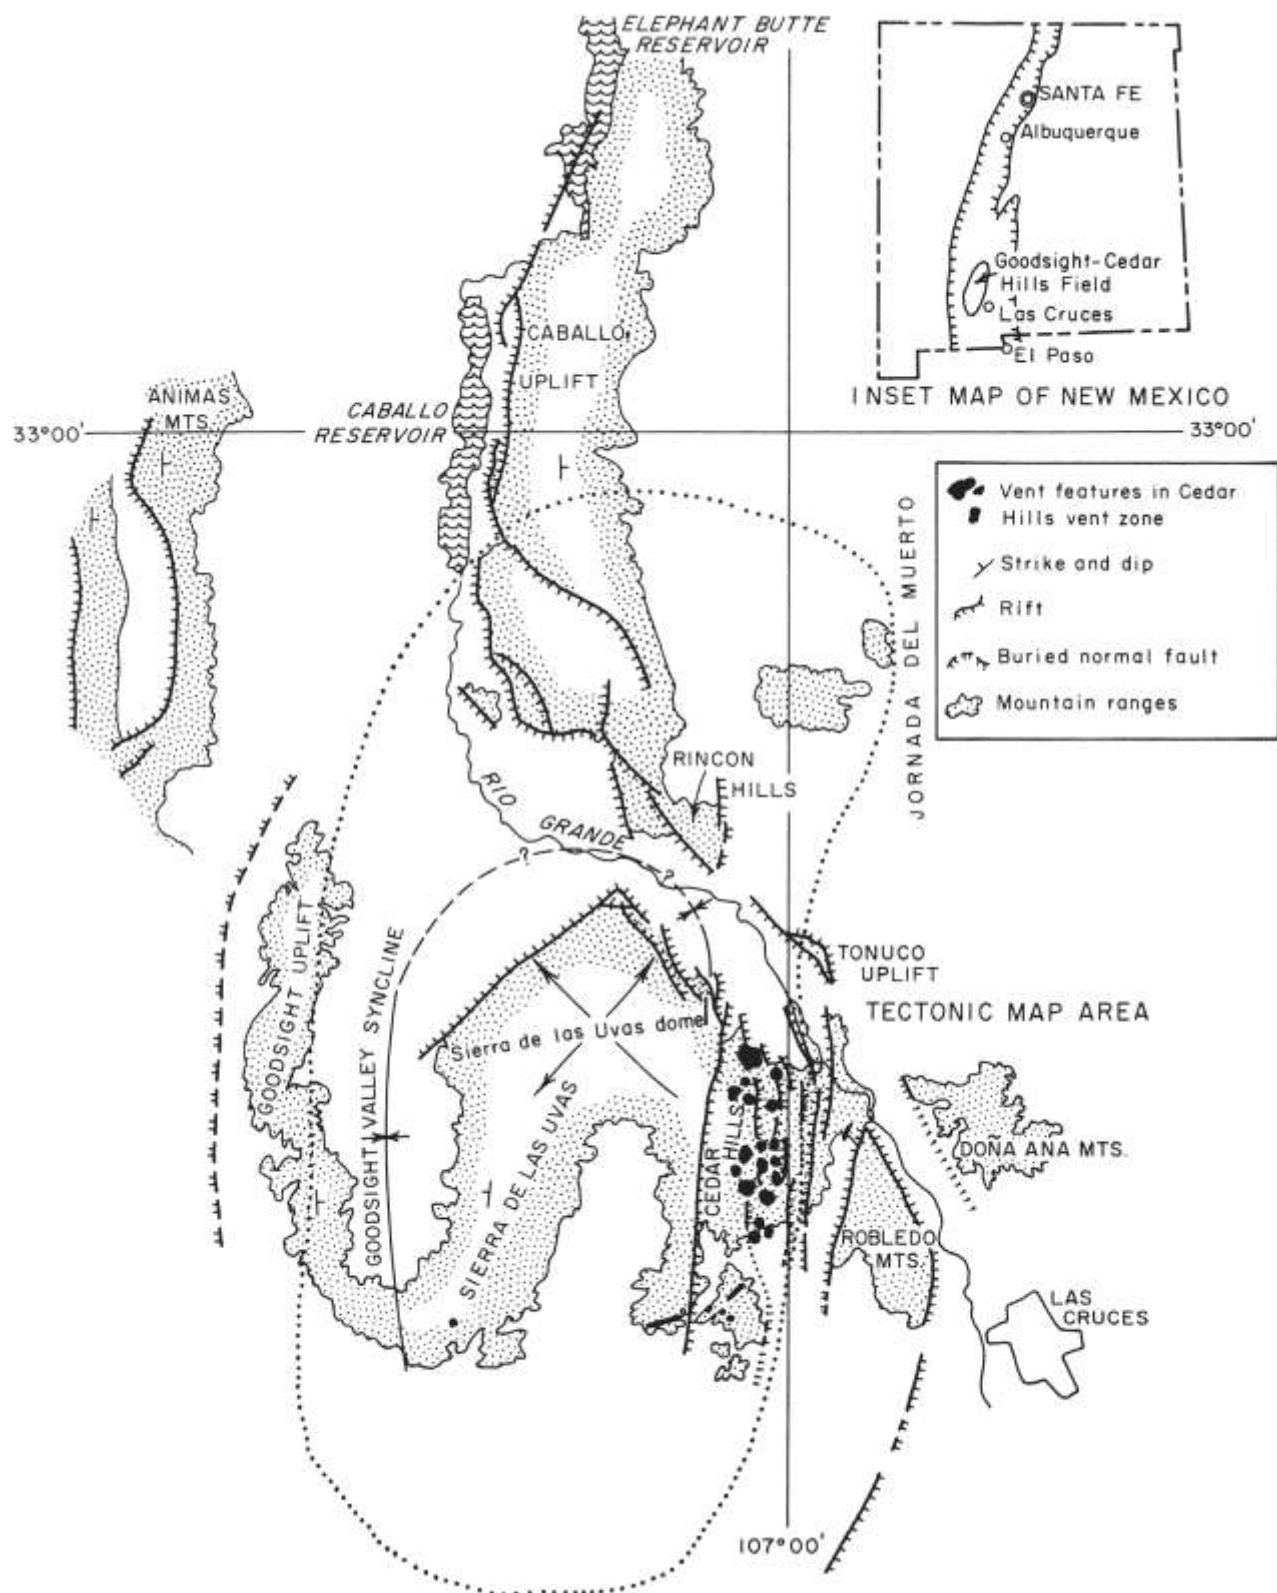 ELEPHANT BUTTE
RESERVOIR
SANTA FE
Albuquerque
Goodsight-Cedar
Hills Field
Las Cruces
El Paso
INSET MAP OF NEW MEXICO
CABALLO
UPLIFT
ANIMAS
MTS.
CABALLO
RESERVOIR
33°00'
33°00'
Vent features in Cedar
Hills vent zone
Strike and dip
Rift
Buried normal fault
Mountain ranges
JORNADA DEL MUERTO
RINCON
HILLS
RIO
GRANDE
?
?
GOODSIGHT UPLIFT
GOODSIGHT VALLEY SYNCLINE
TONUCO
UPLIFT
TECTONIC MAP AREA
Sierra de las Uvas dome
SIERRA DE LAS UVAS
CEDAR
HILLS
DOÑA ANA MTS.
ROBLEDO
MTS.
LAS
CRUCES
107°00'